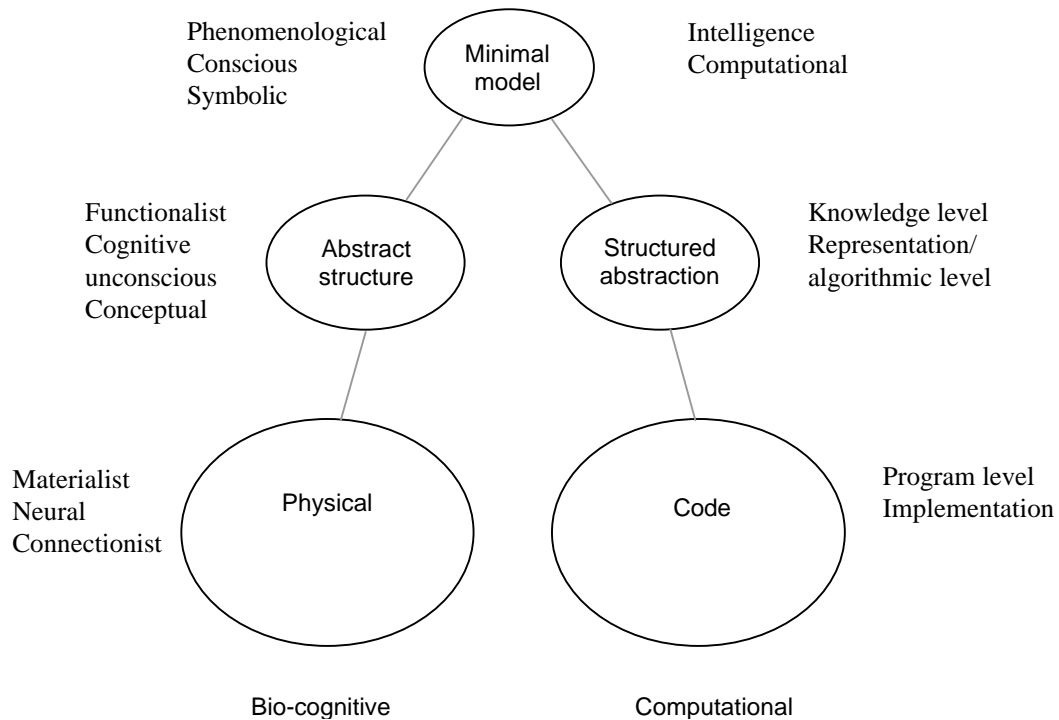 Phenomenological
Conscious
Symbolic
Minimal
model
Intelligence
Computational
Functionalist
Cognitive
unconscious
Conceptual
Abstract
structure
Structured
abstraction
Knowledge level
Representation/
algorithmic level
Materialist
Neural
Connectionist
Physical
Code
Program level
Implementation
Bio-cognitive
Computational